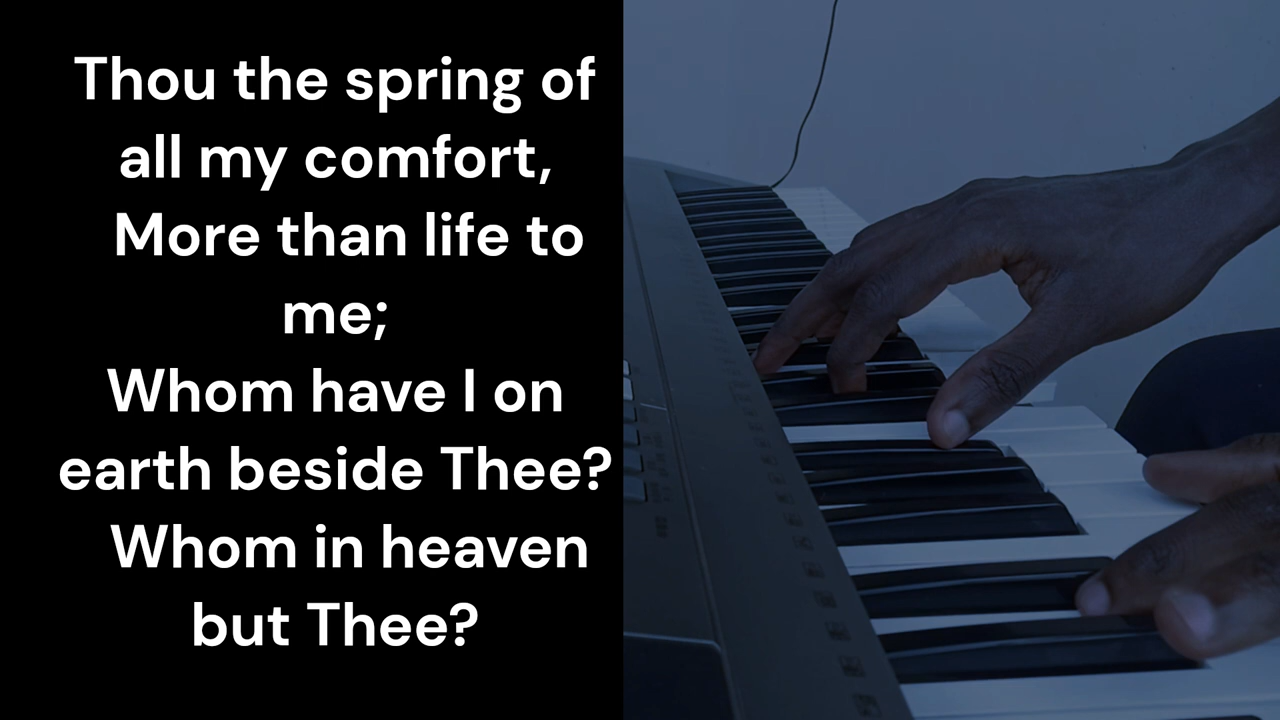 Thou the spring of
all my comfort,
More than life to
me;
Whom have I on
earth beside Thee?
Whom in heaven
but Thee?